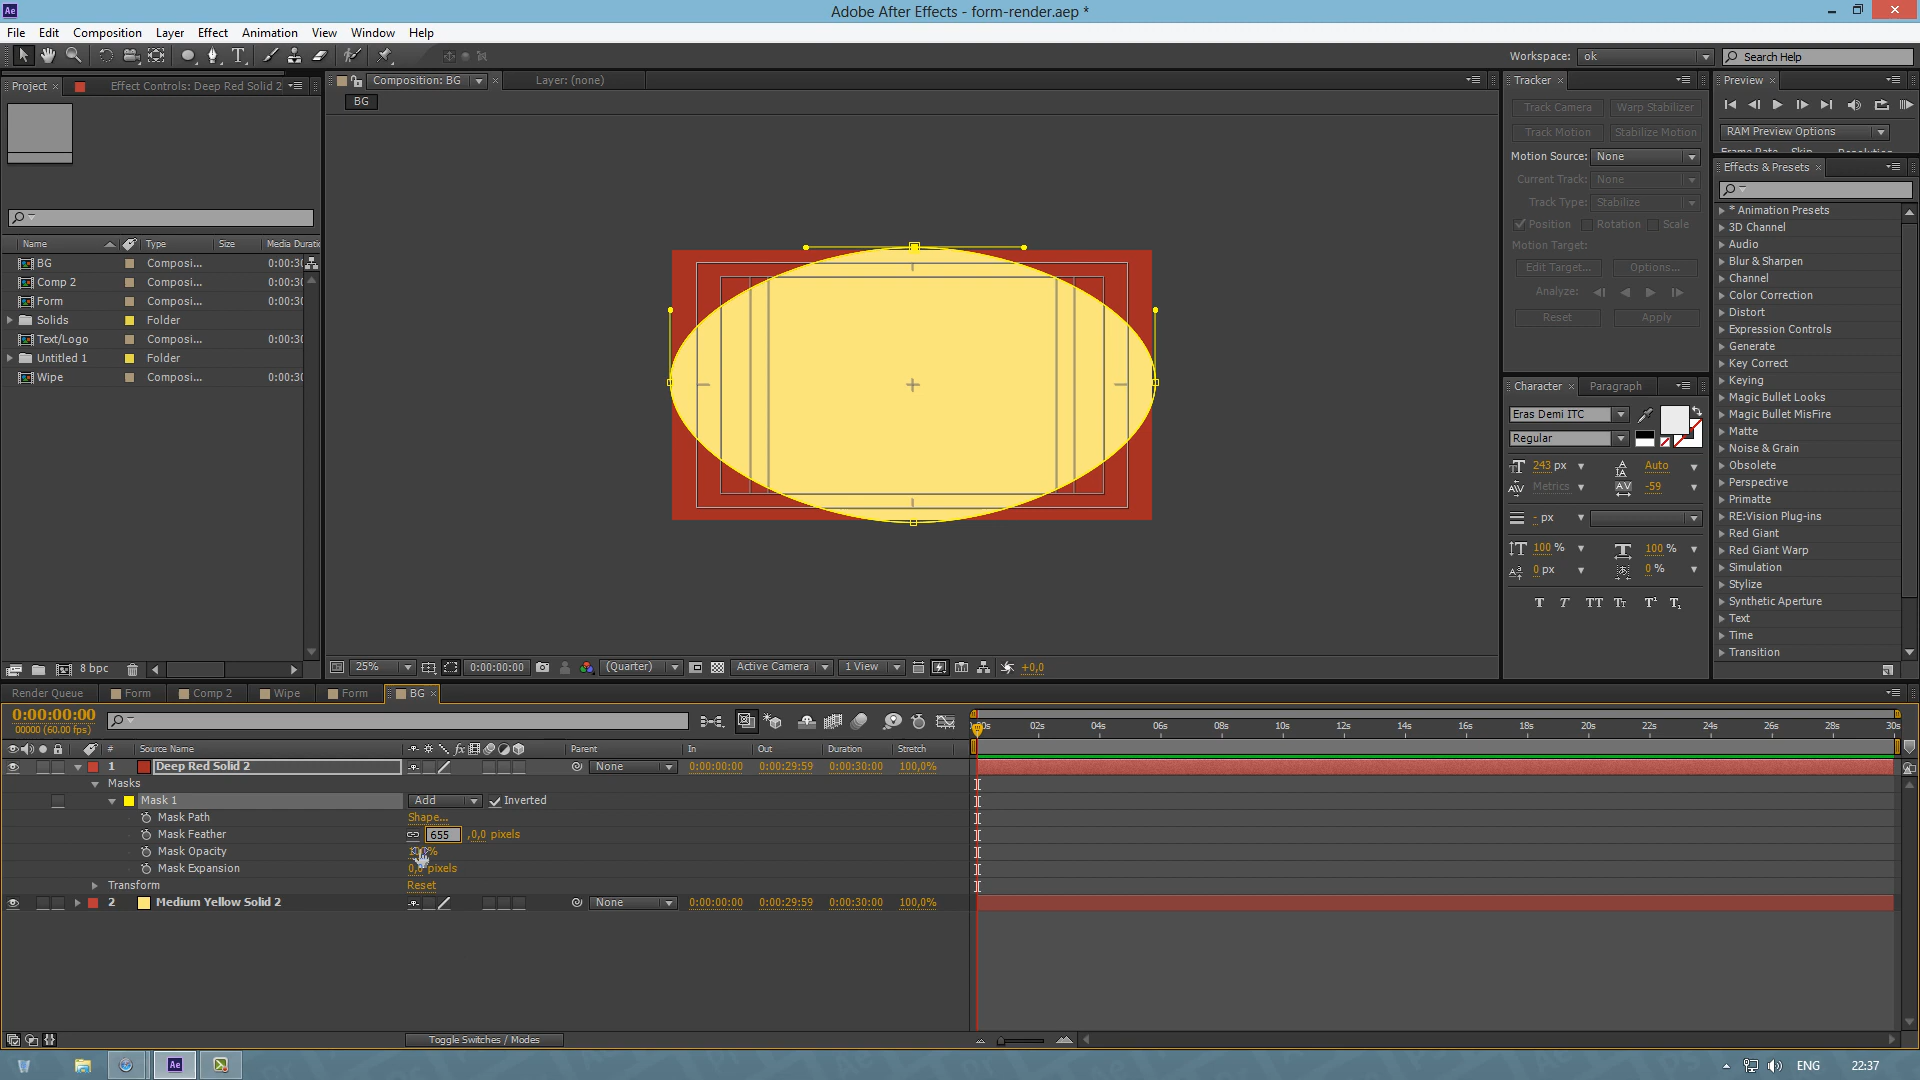 Ae
Adobe After Effects - form-render.aep *
File Edit Composition Layer Effect Animation View Window Help
Workspace: ok Search Help
Project × Effect Controls: Deep Red Solid 2
Name Type Size Media Duratio
BG Composi... 0:00:30
Comp 2 Composi... 0:00:30
Form Composi... 0:00:30
Solids Folder
Text/Logo Composi... 0:00:30
Untitled 1 Folder
Wipe Composi... 0:00:30
8 bpc
Composition: BG × Layer: (none)
BG
25% 0:00:00:00 (Quarter) Active Camera 1 View +0,0
Tracker ×
Track Camera Warp Stabilizer
Track Motion Stabilize Motion
Motion Source: None
Current Track: None
Track Type: Stabilize
Position Rotation Scale
Motion Target:
Edit Target... Options...
Analyze:
Reset Apply
Character × Paragraph
Eras Demi ITC
Regular
243 px Auto
Metrics -59
- px
100 % 100 %
0 px 0 %
T T TT Tt T¹ T₁
Preview ×
RAM Preview Options
Frame Rate Skip Resolution
Effects & Presets ×
* Animation Presets
3D Channel
Audio
Blur & Sharpen
Channel
Color Correction
Distort
Expression Controls
Generate
Key Correct
Keying
Magic Bullet Looks
Magic Bullet MisFire
Matte
Noise & Grain
Obsolete
Perspective
Primatte
RE:Vision Plug-ins
Red Giant
Red Giant Warp
Simulation
Stylize
Synthetic Aperture
Text
Time
Transition
Render Queue Form Comp 2 Wipe Form BG ×
0:00:00:00
00000 (60.00 fps)
:00s 02s 04s 06s 08s 10s 12s 14s 16s 18s 20s 22s 24s 26s 28s 30s
# Source Name Parent In Out Duration Stretch
1 Deep Red Solid 2 None 0:00:00:00 0:00:29:59 0:00:30:00 100,0%
Masks
Mask 1 Add Inverted
Mask Path Shape...
Mask Feather 655 ,0,0 pixels
Mask Opacity
Mask Expansion 0,0 pixels
Transform Reset
2 Medium Yellow Solid 2 None 0:00:00:00 0:00:29:59 0:00:30:00 100,0%
Toggle Switches / Modes
Ae ENG 22:37